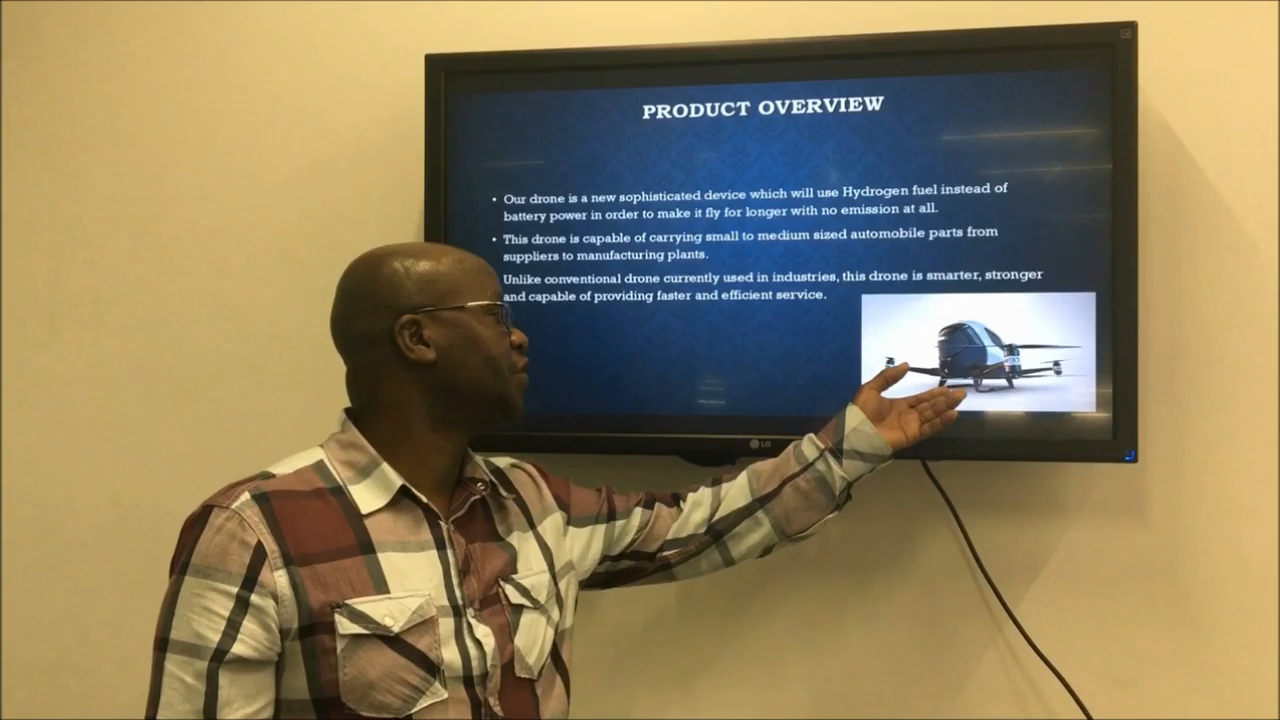 PRODUCT OVERVIEW
• Our drone is a new sophisticated device which will use Hydrogen fuel instead of
battery power in order to make it fly for longer with no emission at all.
• This drone is capable of carrying small to medium sized automobile parts from
suppliers to manufacturing plants.
Unlike conventional drone currently used in industries, this drone is smarter, stronger
and capable of providing faster and efficient service.
LG